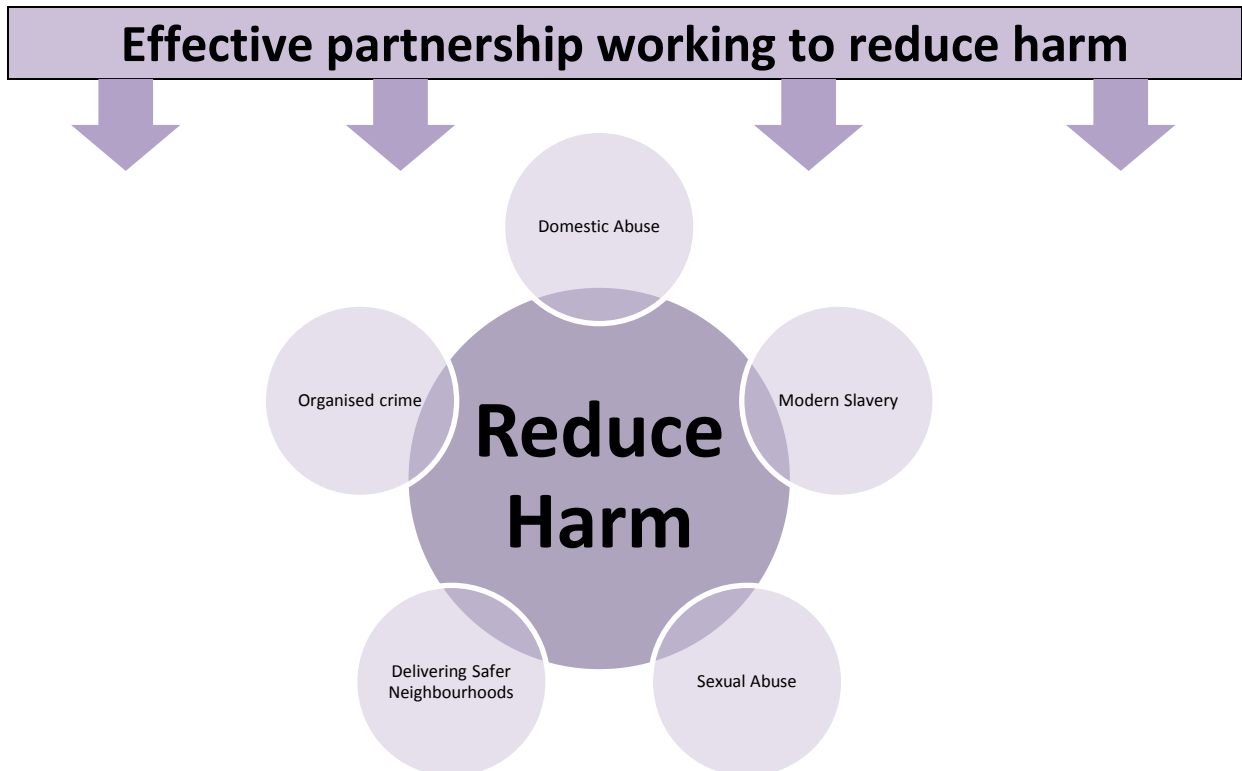 Effective partnership working to reduce harm
Domestic Abuse
Organised crime
Modern Slavery
Reduce
Harm
Delivering Safer
Neighbourhoods
Sexual Abuse